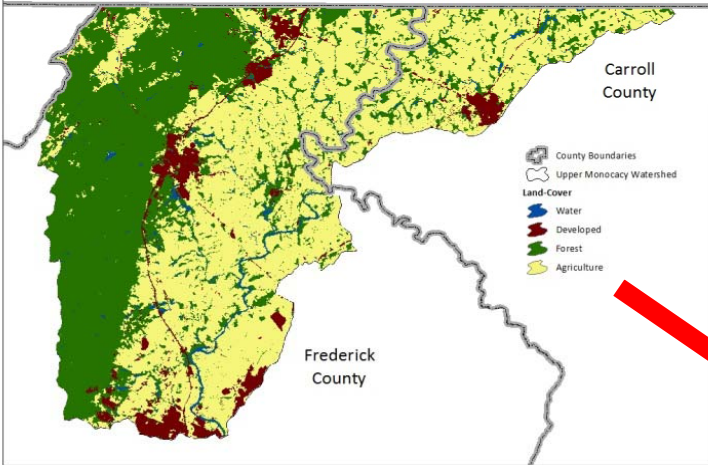 Carroll
County
County Boundaries
Upper Monocacy Watershed
Land-Cover
Water
Developed
Forest
Agriculture
Frederick
County